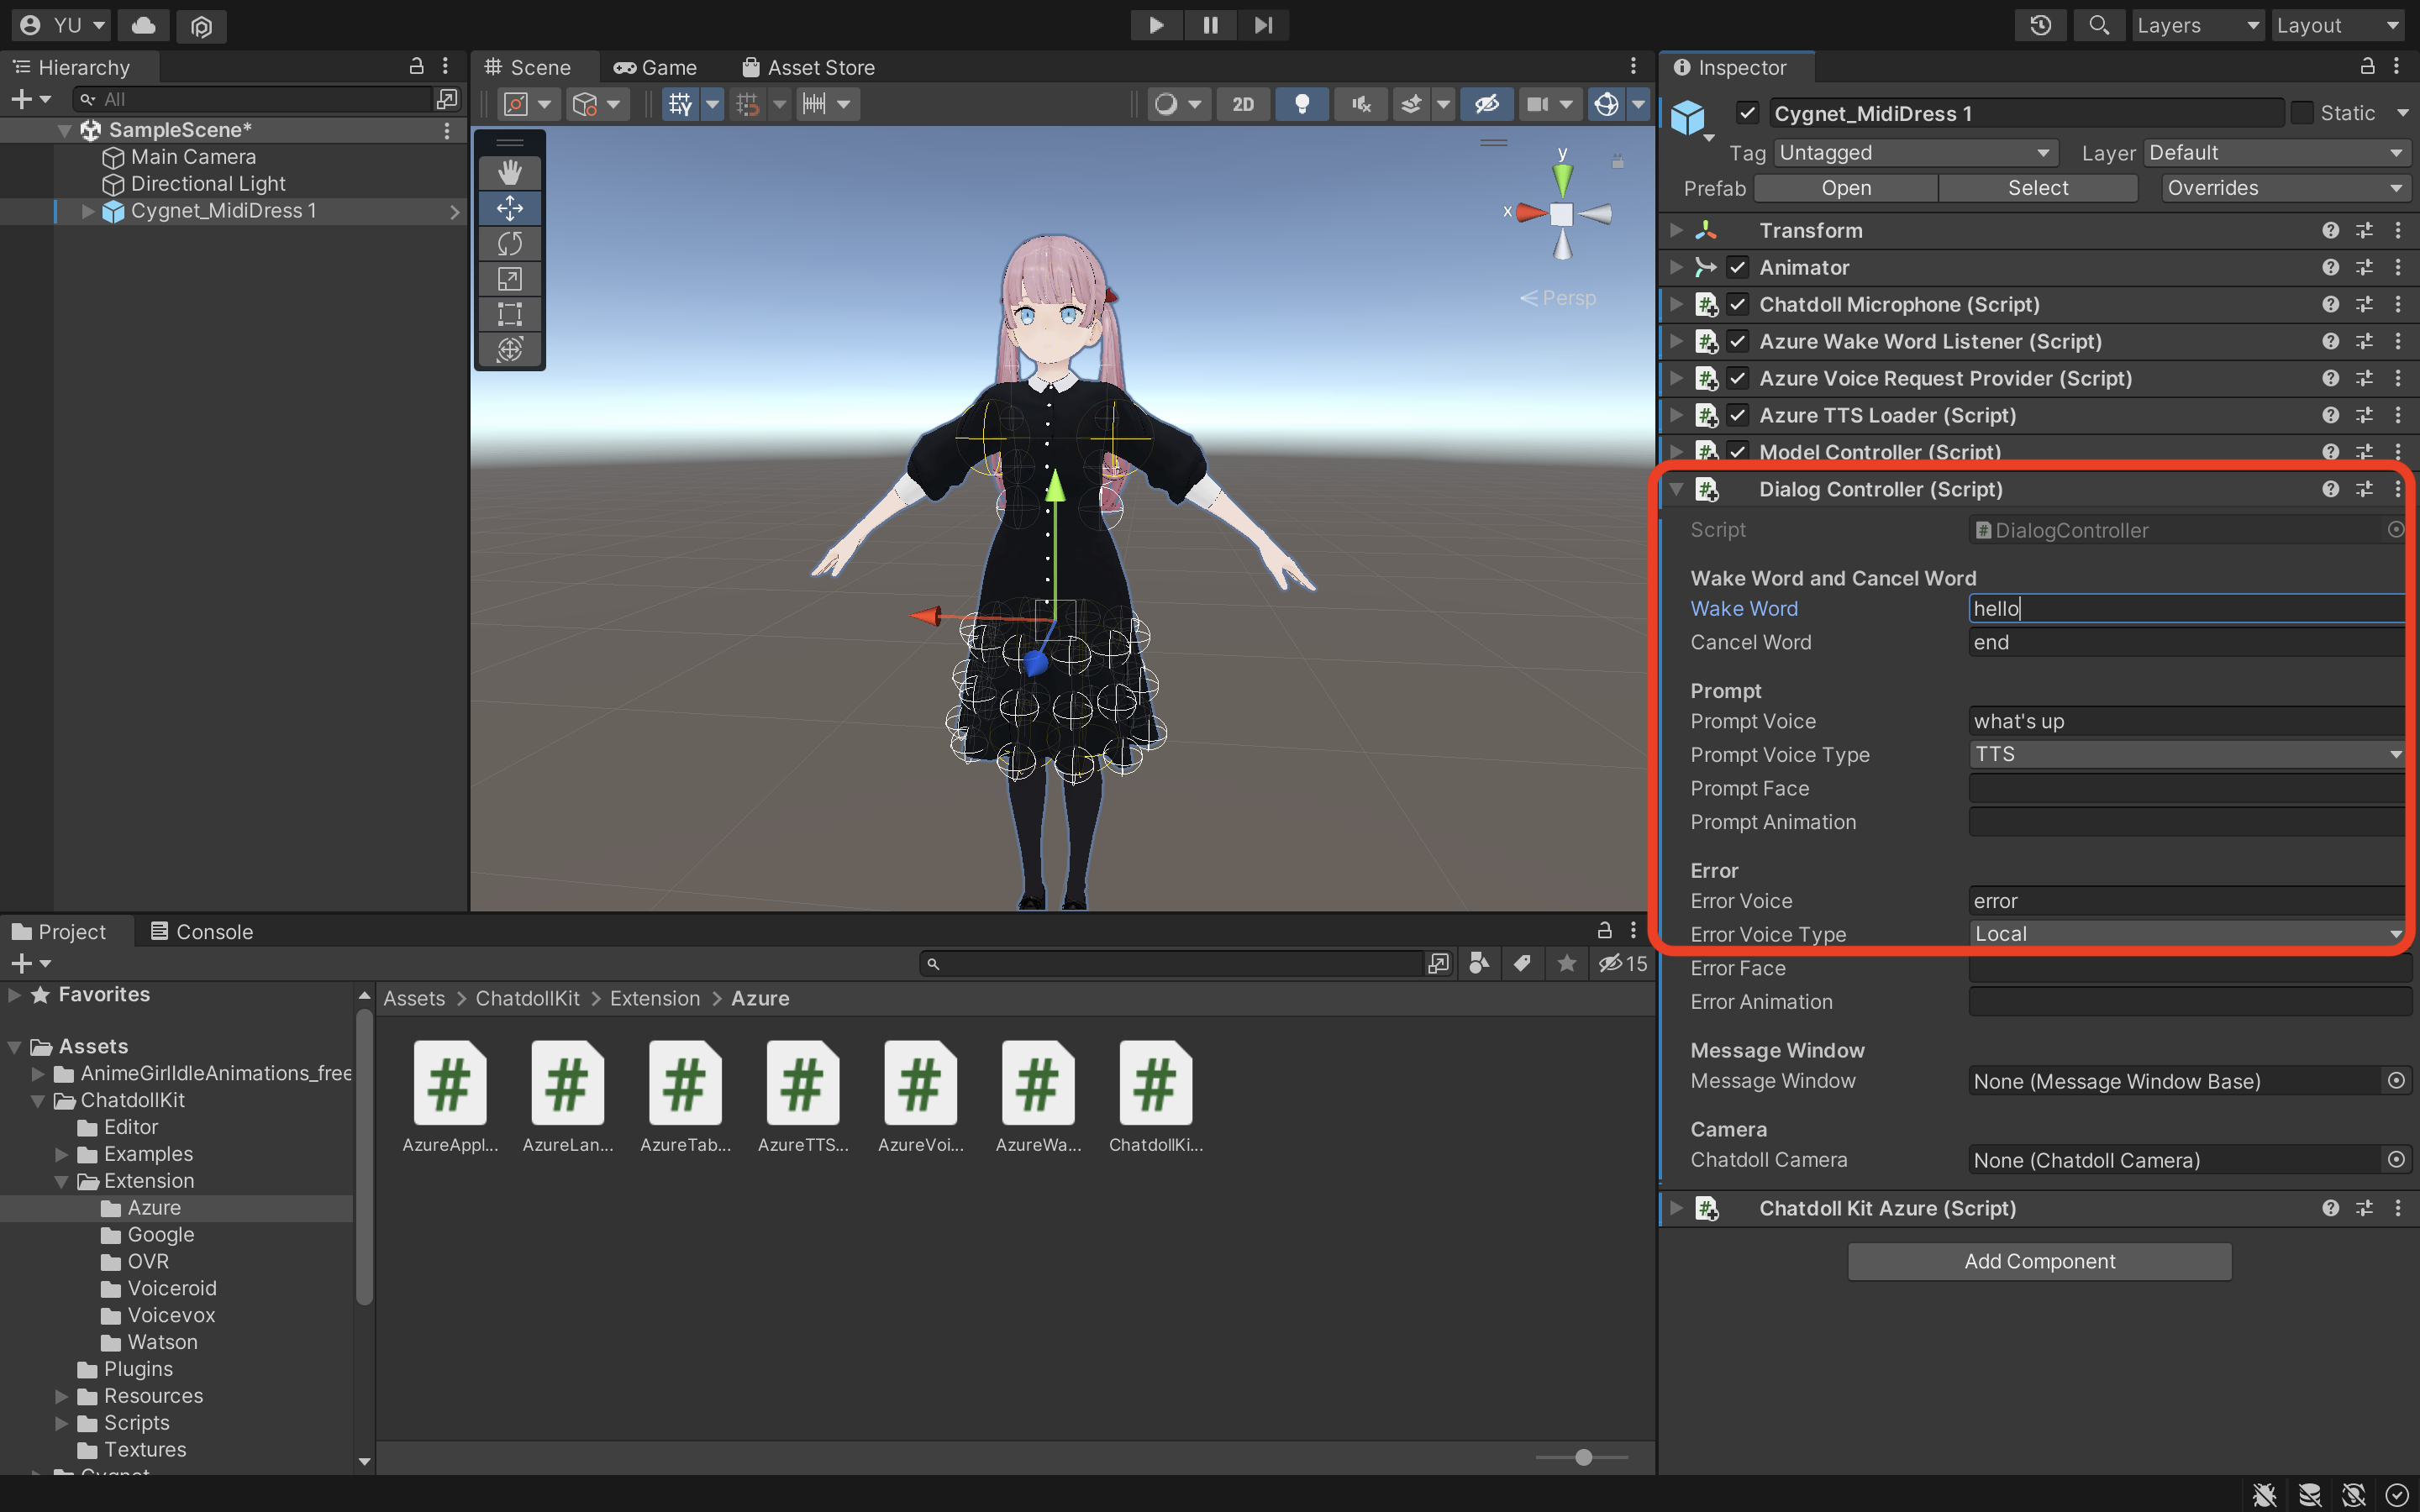 YU
Layers
Layout
Hierarchy
All
SampleScene*
Main Camera
Directional Light
Cygnet_MidiDress 1
Scene
Game
Asset Store
2D
y
x
Persp
Inspector
Cygnet_MidiDress 1
Static
Tag
Untagged
Layer
Default
Prefab
Open
Select
Overrides
Transform
Animator
Chatdoll Microphone (Script)
Azure Wake Word Listener (Script)
Azure Voice Request Provider (Script)
Azure TTS Loader (Script)
Model Controller (Script)
Dialog Controller (Script)
Script
DialogController
Wake Word and Cancel Word
Wake Word
hello
Cancel Word
end
Prompt
Prompt Voice
what's up
Prompt Voice Type
TTS
Prompt Face
Prompt Animation
Error
Error Voice
error
Error Voice Type
Local
Error Face
Error Animation
Message Window
Message Window
None (Message Window Base)
Camera
Chatdoll Camera
None (Chatdoll Camera)
Chatdoll Kit Azure (Script)
Add Component
Project
Console
15
Favorites
Assets
AnimeGirlIdleAnimations_free
ChatdollKit
Editor
Examples
Extension
Azure
Google
OVR
Voiceroid
Voicevox
Watson
Plugins
Resources
Scripts
Textures
Cygnet
Assets > ChatdollKit > Extension > Azure
AzureAppl...
AzureLan...
AzureTab...
AzureTTS...
AzureVoi...
AzureWa...
ChatdollKi...